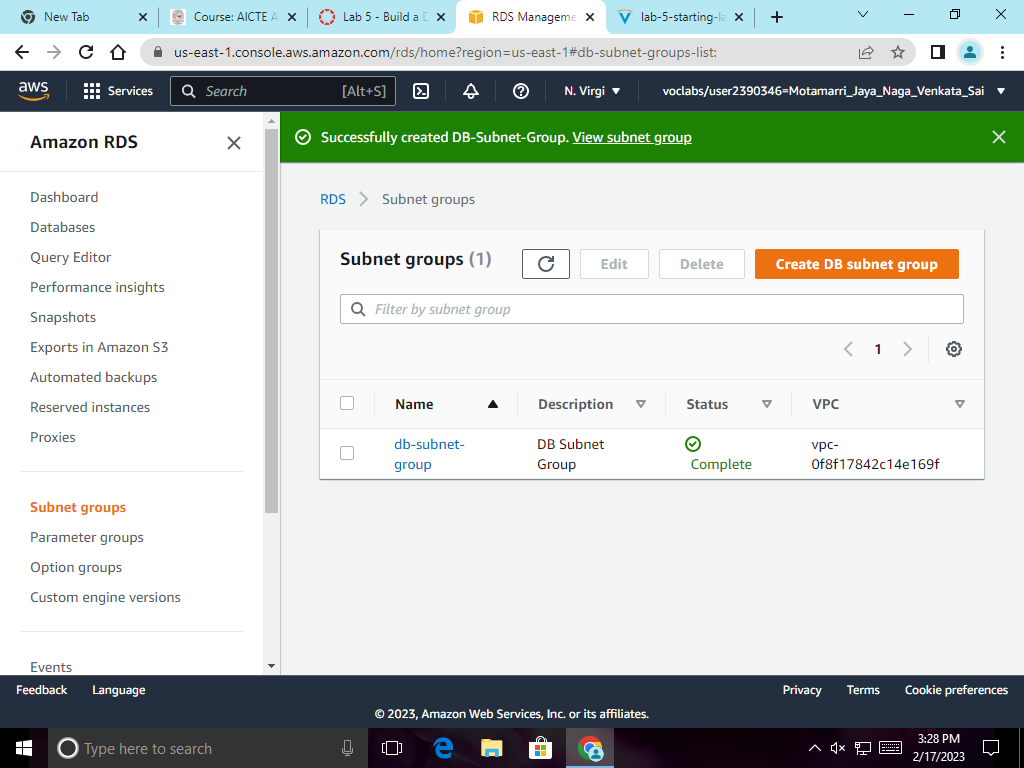 New Tab
Course: AICTE A
Lab 5 - Build a D
RDS Manageme
lab-5-starting-la
us-east-1.console.aws.amazon.com/rds/home?region=us-east-1#db-subnet-groups-list:
aws
Services
Search
[Alt+S]
N. Virgi
voclabs/user2390346=Motamarri_Jaya_Naga_Venkata_Sai
Amazon RDS
Successfully created DB-Subnet-Group. View subnet group
Dashboard
Databases
Query Editor
Performance insights
Snapshots
Exports in Amazon S3
Automated backups
Reserved instances
Proxies
Subnet groups
Parameter groups
Option groups
Custom engine versions
Events
RDS
Subnet groups
Subnet groups (1)
Edit
Delete
Create DB subnet group
Filter by subnet group
1
Name
Description
Status
VPC
db-subnet-
group
DB Subnet
Group
Complete
vpc-
0f8f17842c14e169f
Feedback
Language
Privacy
Terms
Cookie preferences
© 2023, Amazon Web Services, Inc. or its affiliates.
Type here to search
3:28 PM
2/17/2023